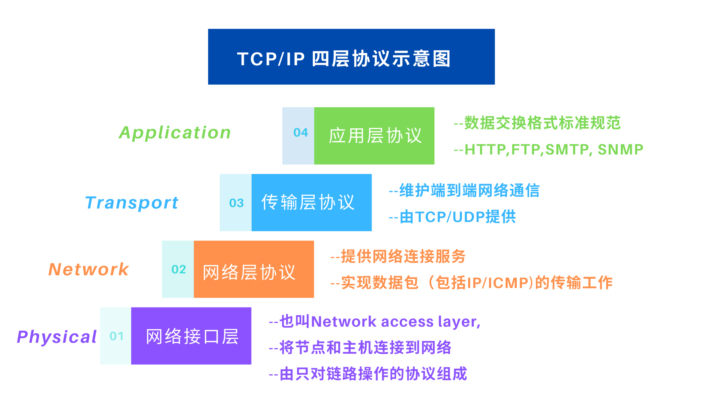 TCP/IP 四层协议示意图
Application
04
应用层协议
--数据交换格式标准规范
--HTTP,FTP,SMTP, SNMP
Transport
03
传输层协议
--维护端到端网络通信
--由TCP/UDP提供
Network
02
网络层协议
--提供网络连接服务
--实现数据包（包括IP/ICMP)的传输工作
Physical
01
网络接口层
--也叫Network access layer,
--将节点和主机连接到网络
--由只对链路操作的协议组成